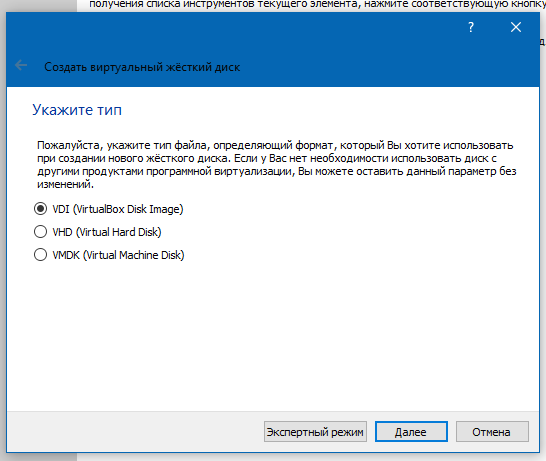 получения списка инструментов текущего элемента, нажмите соответствующую кнопку
?
Создать виртуальный жёсткий диск
Укажите тип
Пожалуйста, укажите тип файла, определяющий формат, который Вы хотите использовать
при создании нового жёсткого диска. Если у Вас нет необходимости использовать диск с
другими продуктами программной виртуализации, Вы можете оставить данный параметр без
изменений.
VDI (VirtualBox Disk Image)
VHD (Virtual Hard Disk)
VMDK (Virtual Machine Disk)
Экспертный режим Далее Отмена